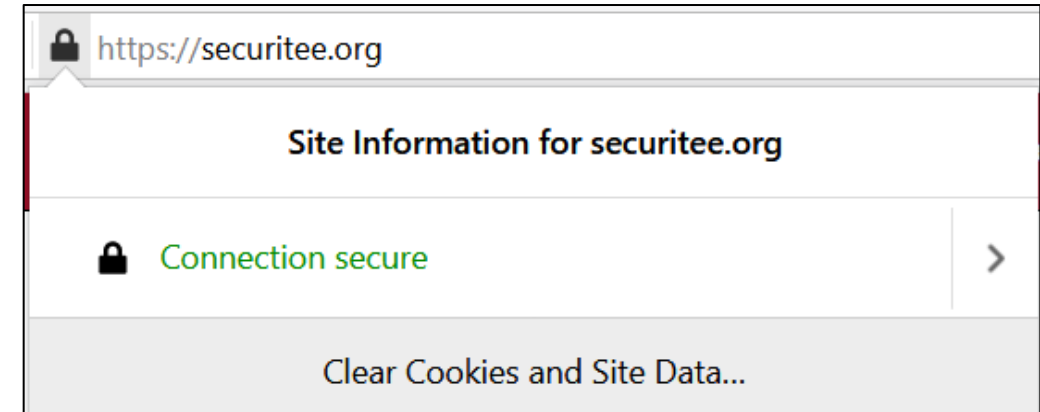 https://securitee.org
Site Information for securitee.org
Connection secure
Clear Cookies and Site Data...